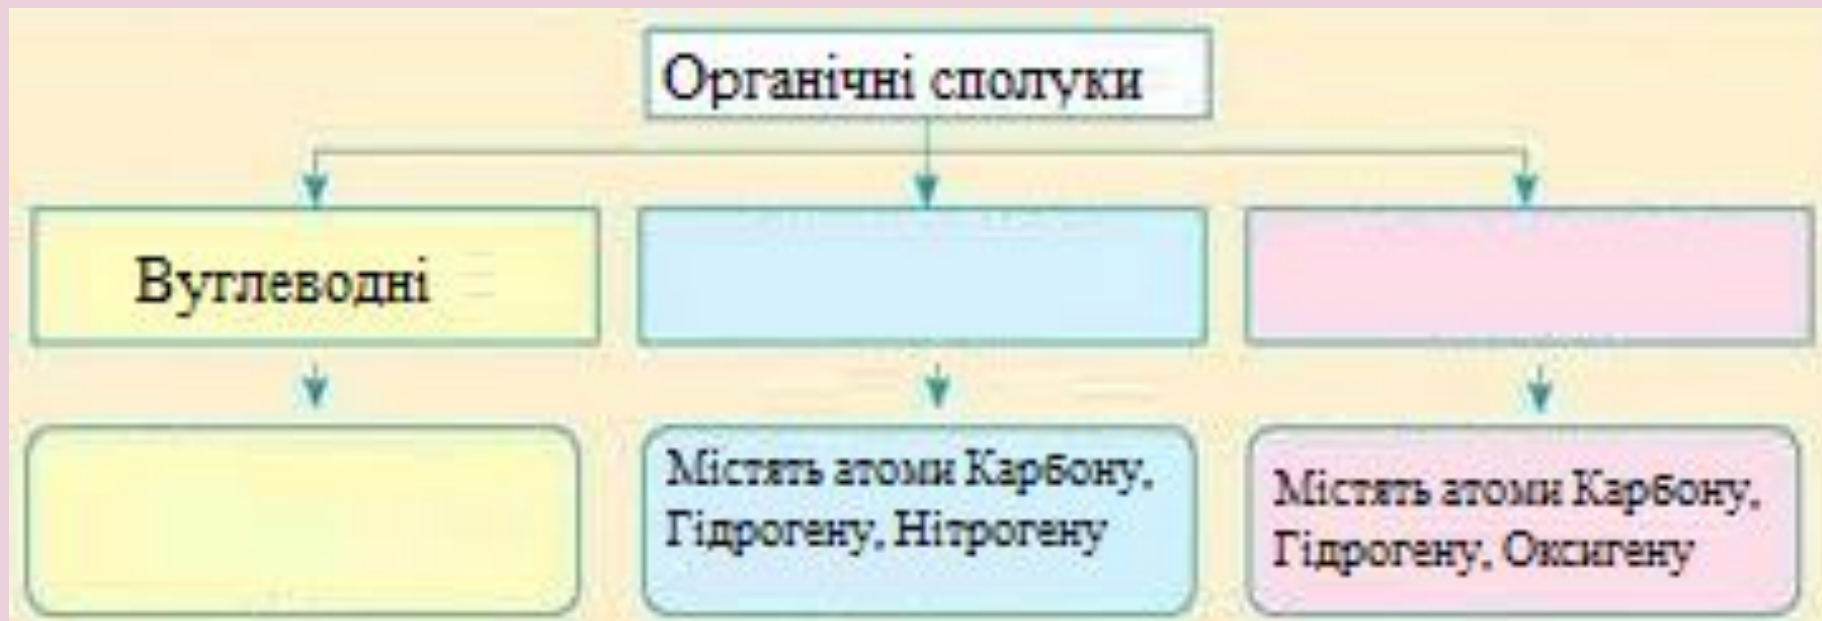 Органічні сполуки
Вуглеводні
Містять атоми Карбону,
Гідрогену, Нітрогену
Містять атоми Карбону,
Гідрогену, Оксигену